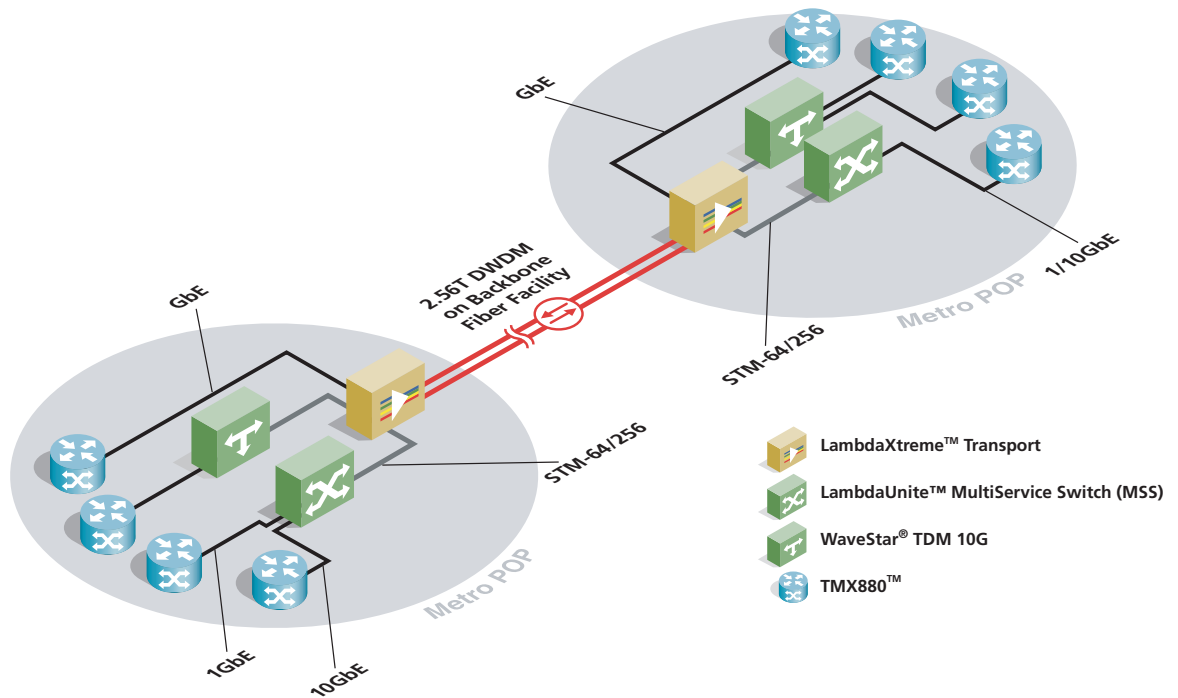 GbE
1/10GbE
Metro POP
STM-64/256
2.56T DWDM
on Backbone
Fiber Facility
GbE
STM-64/256
Metro POP
1GbE
10GbE
LambdaXtreme™ Transport
LambdaUnite™ MultiService Switch (MSS)
WaveStar® TDM 10G
TMX880™